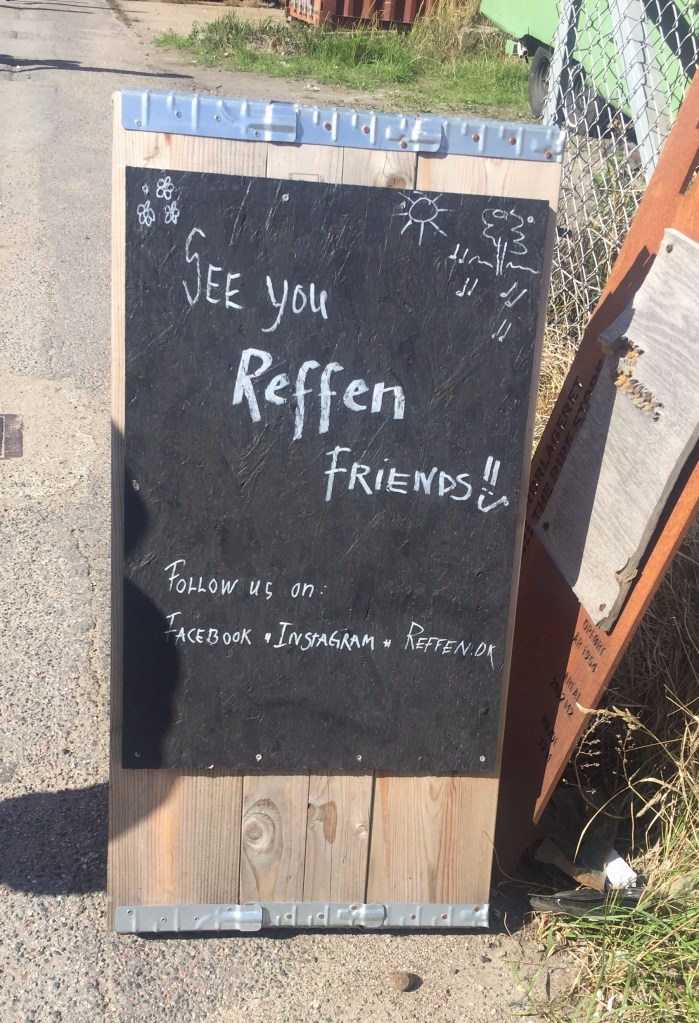 SEE YOU
Reffen
FRIENDS!!
FOLLOW US on:
FACEBOOK * INSTAGRAM * REFFEN.DK